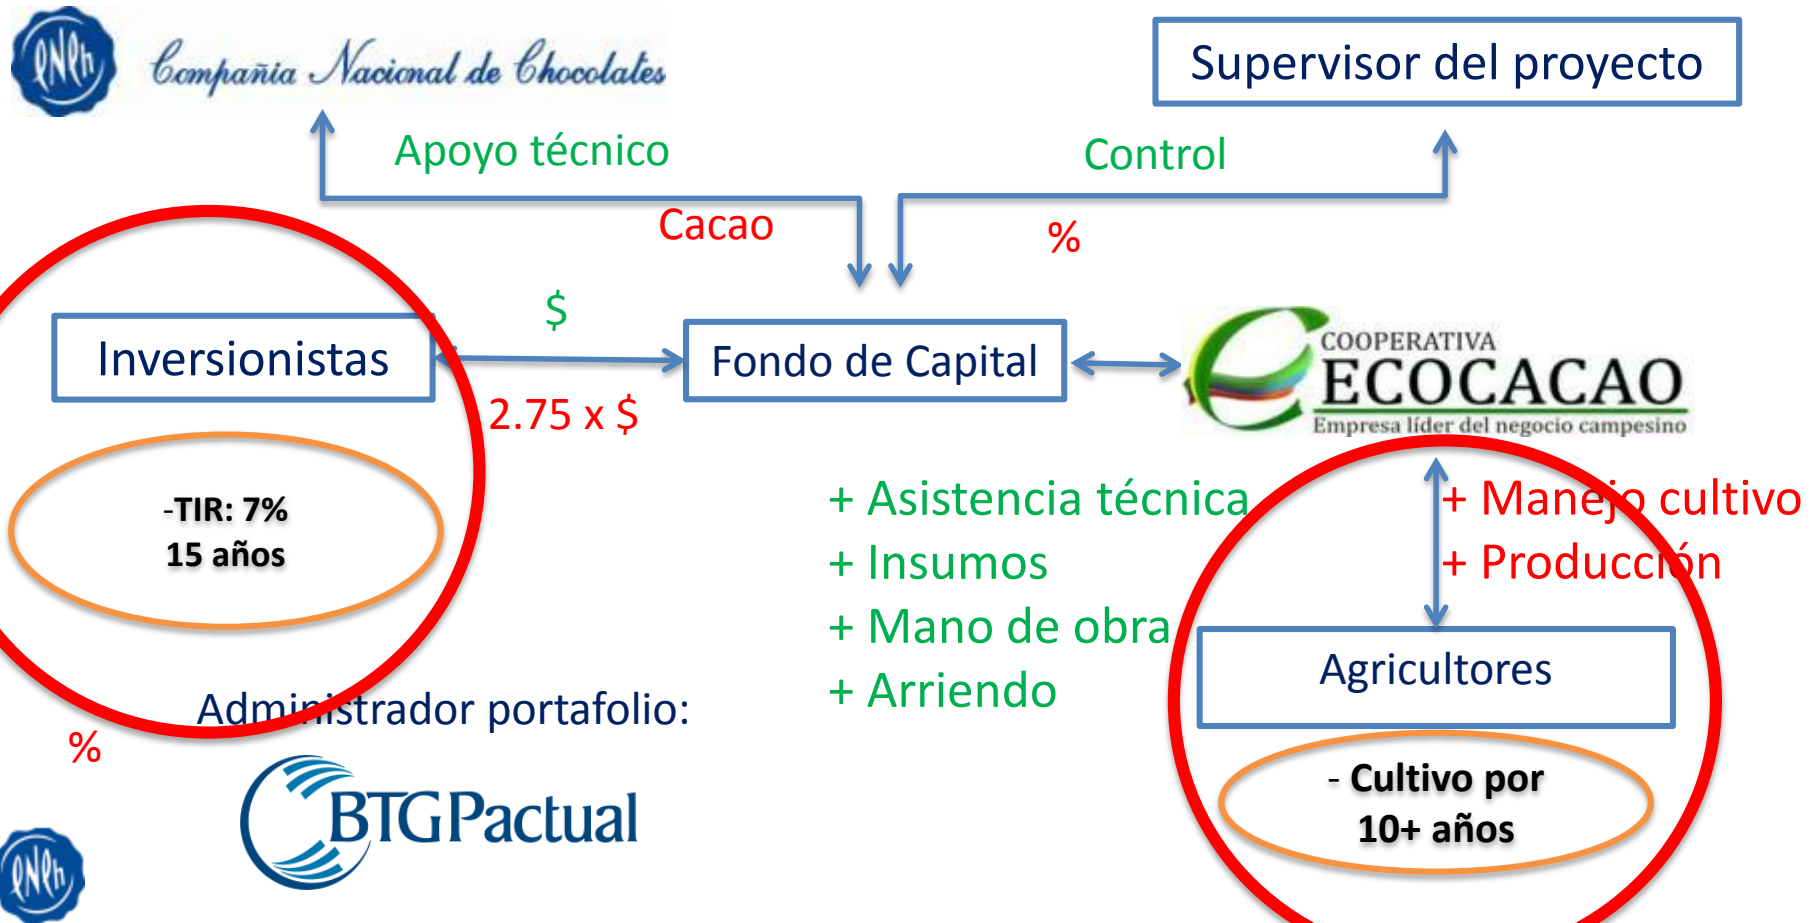 Compañia Nacional de Chocolates
Supervisor del proyecto
Apoyo técnico
Control
Cacao
%
$
Inversionistas
Fondo de Capital
2.75 x $
COOPERATIVA
ECOCACAO
Empresa líder del negocio campesino
-TIR: 7%
15 años
+ Asistencia técnica
+ Insumos
+ Mano de obra
+ Arriendo
+ Manejo cultivo
+ Producción
Agricultores
- Cultivo por
10+ años
Administrador portafolio:
%
BTGPactual